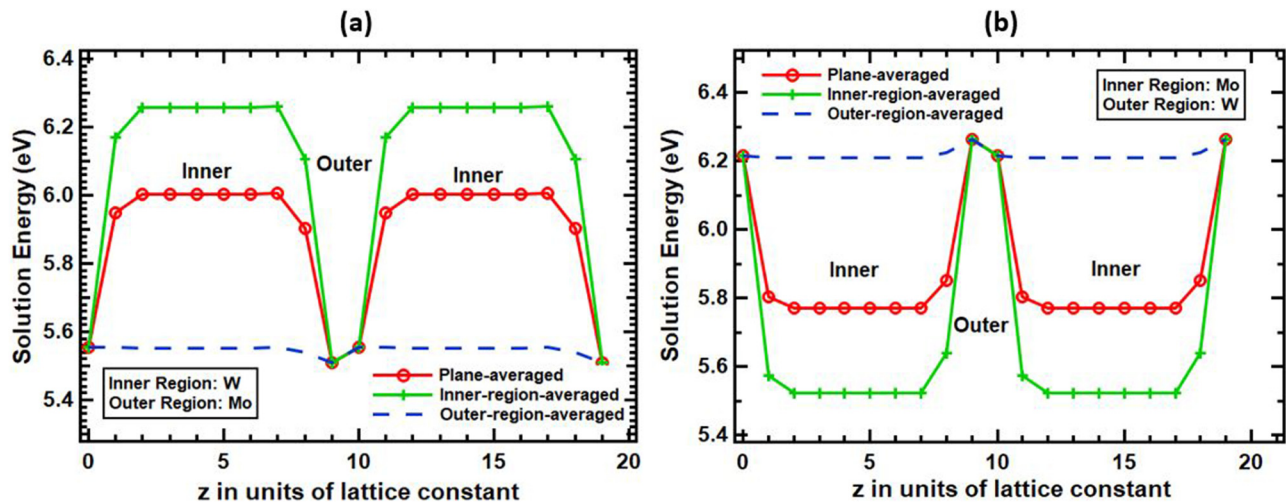 (a)
Solution Energy (eV)
6.4
6.2
6.0
5.8
5.6
5.4
Inner
Outer
Inner
Inner Region: W
Outer Region: Mo
Plane-averaged
Inner-region-averaged
Outer-region-averaged
0
5
10
15
20
z in units of lattice constant
(b)
Solution Energy (eV)
6.4
6.2
6.0
5.8
5.6
5.4
Plane-averaged
Inner-region-averaged
Outer-region-averaged
Inner Region: Mo
Outer Region: W
Inner
Inner
Outer
0
5
10
15
20
z in units of lattice constant